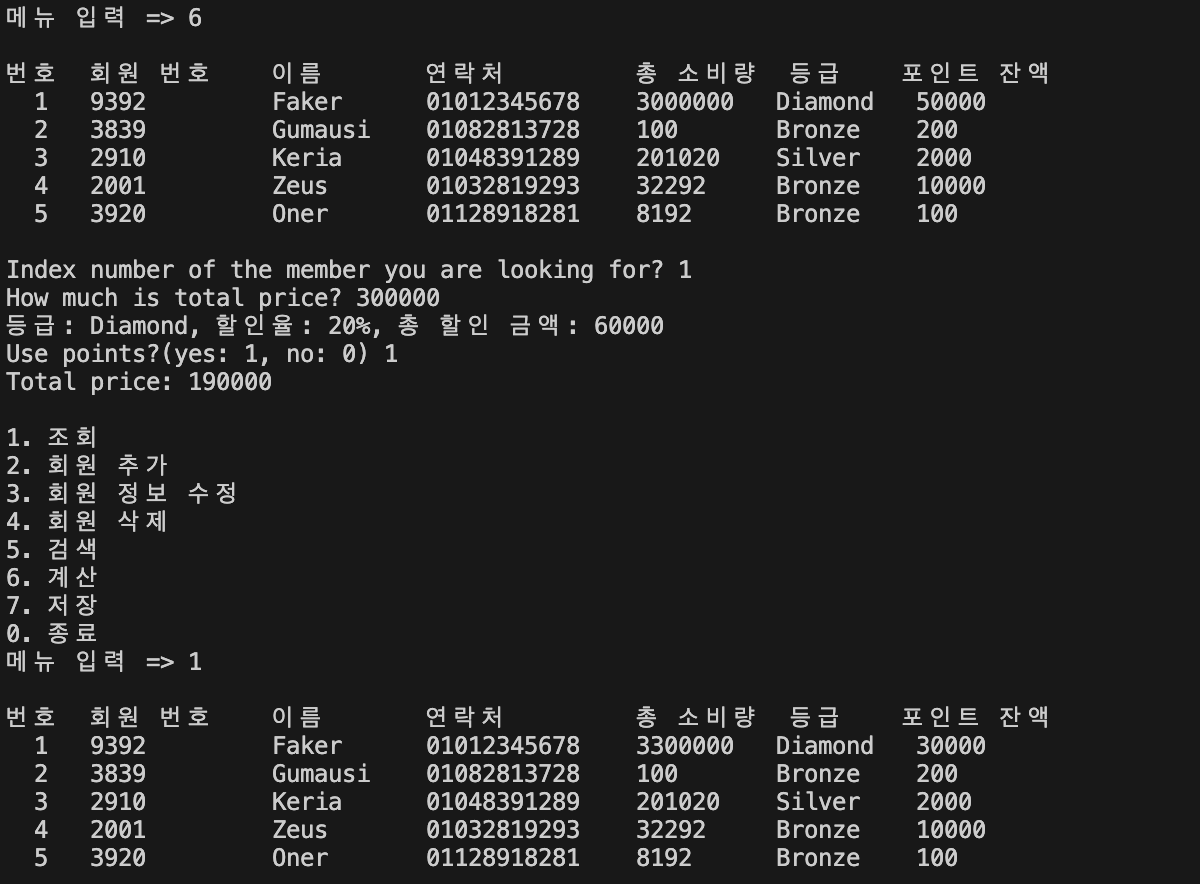 메뉴 입력 => 6
번호 회원 번호 이름 연락처 총 소비량 등급 포인트 잔액
1 9392 Faker 01012345678 3000000 Diamond 50000
2 3839 Gumausi 01082813728 100 Bronze 200
3 2910 Keria 01048391289 201020 Silver 2000
4 2001 Zeus 01032819293 32292 Bronze 10000
5 3920 Oner 01128918281 8192 Bronze 100
Index number of the member you are looking for? 1
How much is total price? 300000
등급: Diamond, 할인율: 20%, 총 할인 금액: 60000
Use points?(yes: 1, no: 0) 1
Total price: 190000
1. 조회
2. 회원 추가
3. 회원 정보 수정
4. 회원 삭제
5. 검색
6. 계산
7. 저장
0. 종료
메뉴 입력 => 1
번호 회원 번호 이름 연락처 총 소비량 등급 포인트 잔액
1 9392 Faker 01012345678 3300000 Diamond 30000
2 3839 Gumausi 01082813728 100 Bronze 200
3 2910 Keria 01048391289 201020 Silver 2000
4 2001 Zeus 01032819293 32292 Bronze 10000
5 3920 Oner 01128918281 8192 Bronze 100